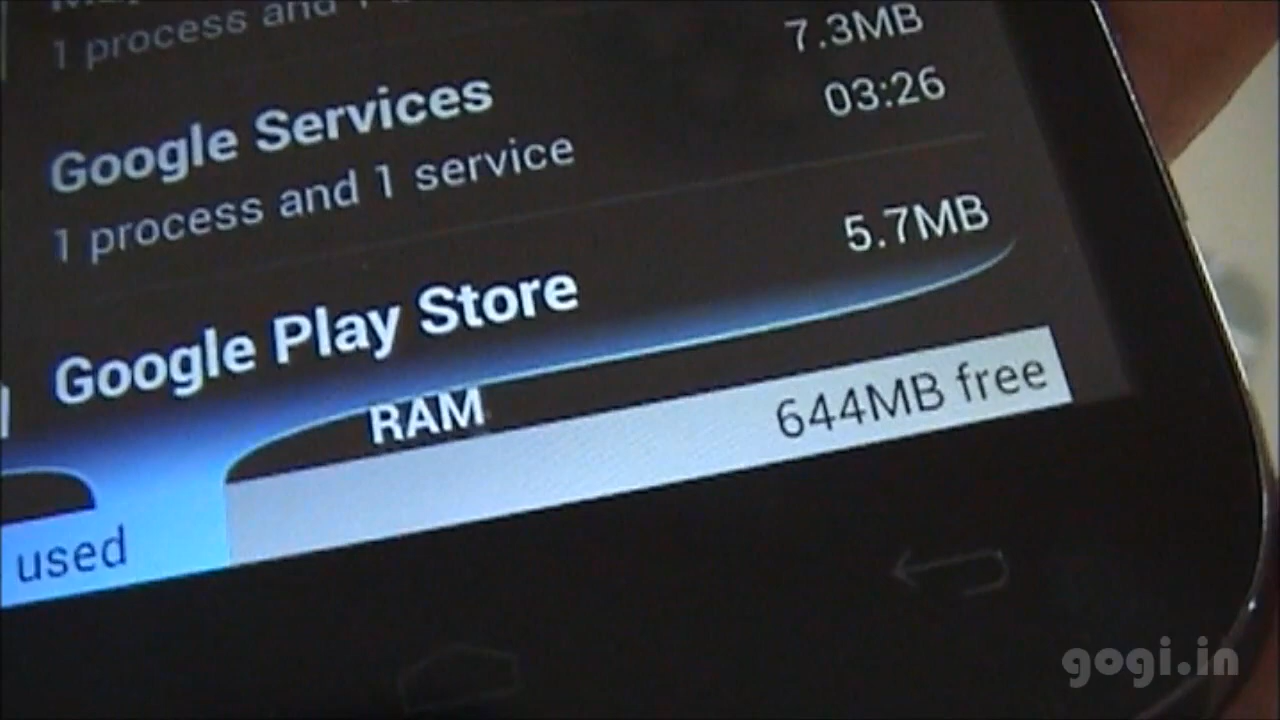 1 process and 1
7.3MB
Google Services
03:26
1 process and 1 service
5.7MB
Google Play Store
RAM
644MB free
used
gogi.in